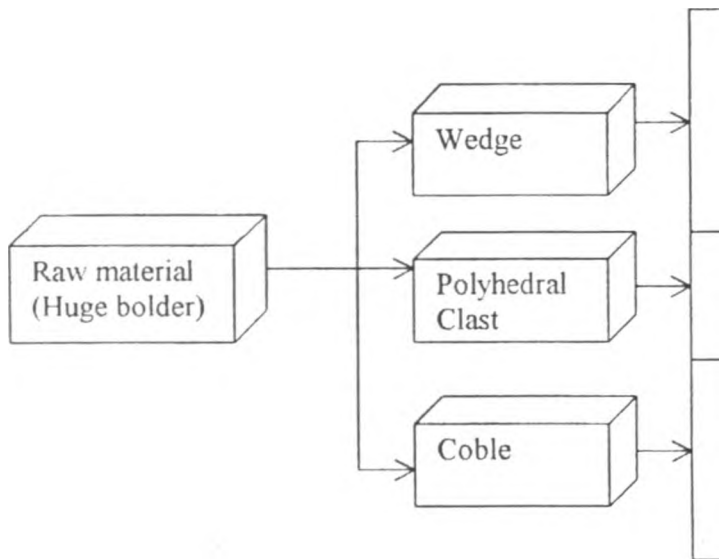 Raw material
(Huge bolder)
Wedge
Polyhedral
Clast
Coble